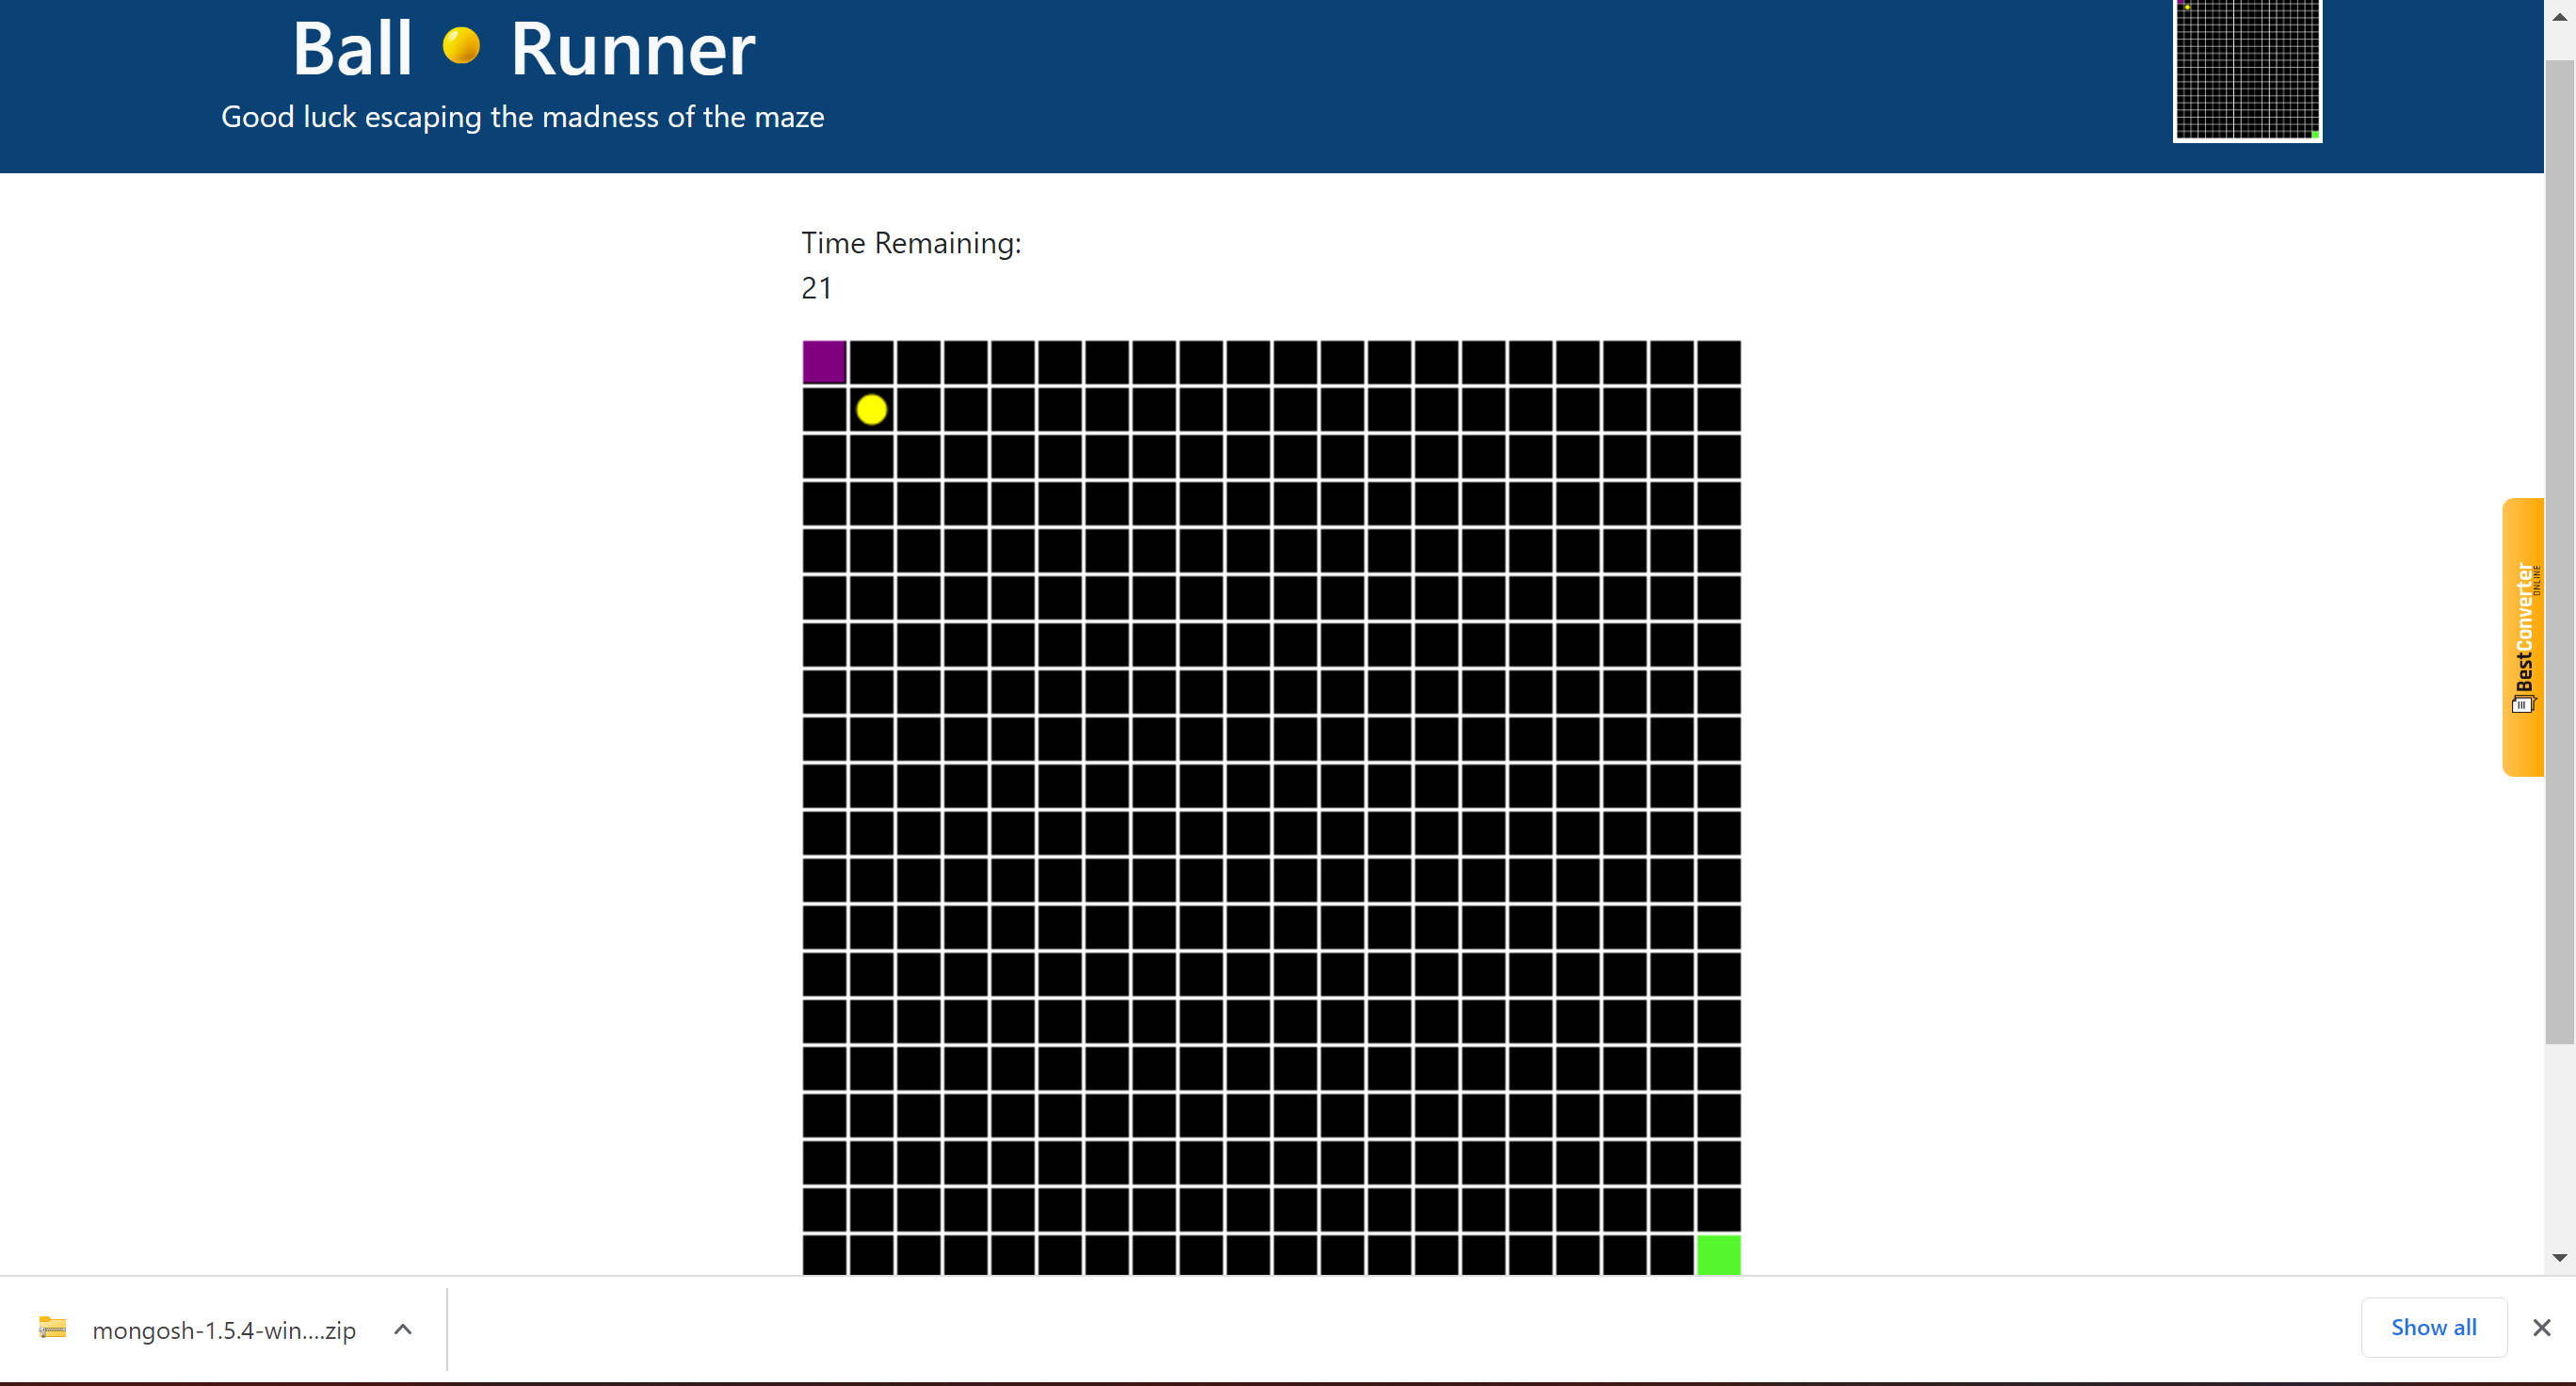 Ball Runner
Good luck escaping the madness of the maze
Time Remaining:
21
BestConverter
ONLINE
mongosh-1.5.4-win....zip
Show all